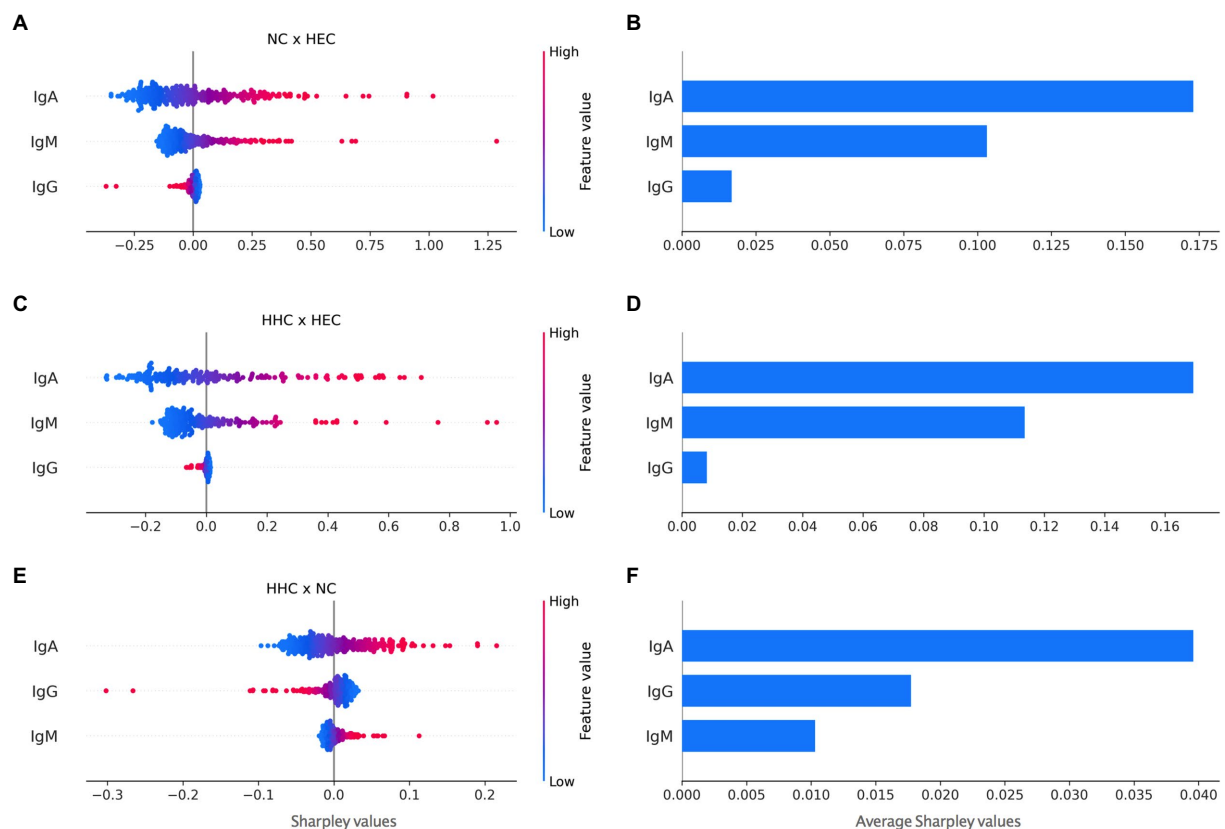 A
NC x HEC
High
IgA
IgM
IgG
Feature value
Low
−0.25 0.00 0.25 0.50 0.75 1.00 1.25
B
IgA
IgM
IgG
0.000 0.025 0.050 0.075 0.100 0.125 0.150 0.175
C
HHC x HEC
High
IgA
IgM
IgG
Feature value
Low
−0.2 0.0 0.2 0.4 0.6 0.8 1.0
D
IgA
IgM
IgG
0.00 0.02 0.04 0.06 0.08 0.10 0.12 0.14 0.16
E
HHC x NC
High
IgA
IgG
IgM
Feature value
Low
−0.3 −0.2 −0.1 0.0 0.1 0.2
Sharpley values
F
IgA
IgG
IgM
0.000 0.005 0.010 0.015 0.020 0.025 0.030 0.035 0.040
Average Sharpley values